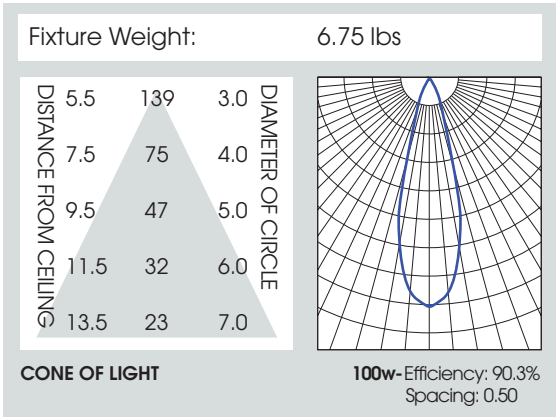 Fixture Weight: 6.75 lbs
DISTANCE FROM CEILING
DIAMETER OF CIRCLE
5.5 139 3.0
7.5 75 4.0
9.5 47 5.0
11.5 32 6.0
13.5 23 7.0
CONE OF LIGHT
100w- Efficiency: 90.3%
Spacing: 0.50